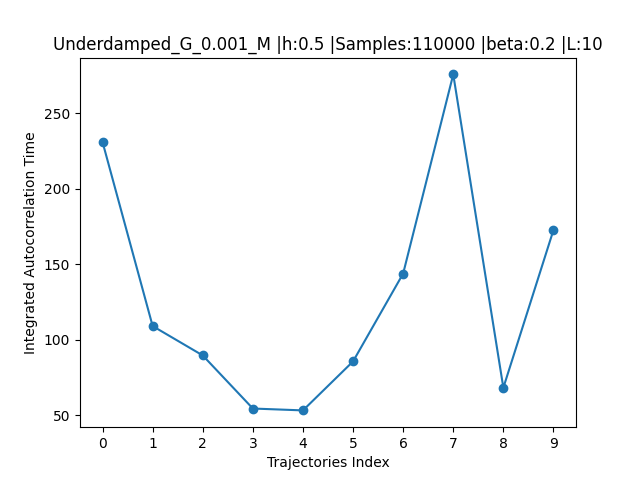 Underdamped_G_0.001_M |h:0.5 |Samples:110000 |beta:0.2 |L:10
Integrated Autocorrelation Time
250
200
150
100
50
0 1 2 3 4 5 6 7 8 9
Trajectories Index